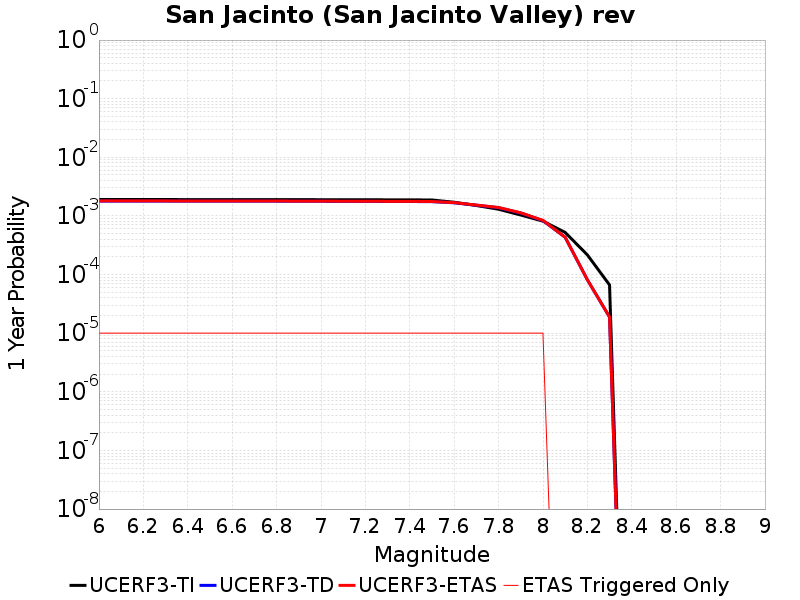 San Jacinto (San Jacinto Valley) rev
1 Year Probability
10^0
10^-1
10^-2
10^-3
10^-4
10^-5
10^-6
10^-7
10^-8
6 6.2 6.4 6.6 6.8 7 7.2 7.4 7.6 7.8 8 8.2 8.4 8.6 8.8 9
Magnitude
UCERF3-TI UCERF3-TD UCERF3-ETAS ETAS Triggered Only